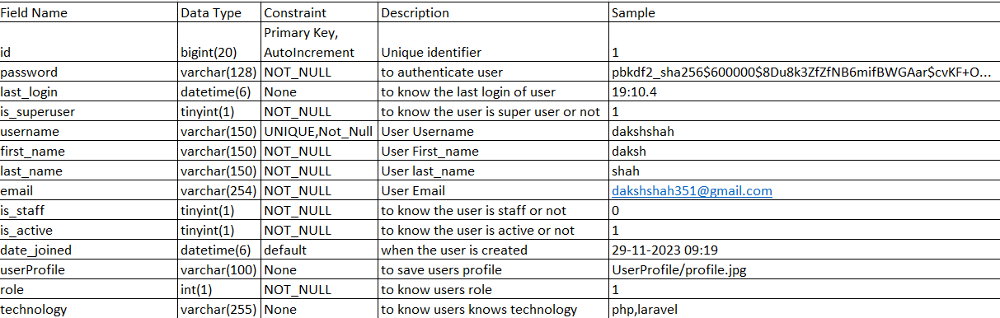 Field Name Data Type Constraint Description Sample
Primary Key,
id bigint(20) AutoIncrement Unique identifier 1
password varchar(128) NOT_NULL to authenticate user pbkdf2_sha256$600000$8Du8k3ZfZfNB6mifBWGAar$cvKF+O...
last_login datetime(6) None to know the last login of user 19:10.4
is_superuser tinyint(1) NOT_NULL to know the user is super user or not 1
username varchar(150) UNIQUE,Not_Null User Username dakshshah
first_name varchar(150) NOT_NULL User First_name daksh
last_name varchar(150) NOT_NULL User last_name shah
email varchar(254) NOT_NULL User Email dakshshah351@gmail.com
is_staff tinyint(1) NOT_NULL to know the user is staff or not 0
is_active tinyint(1) NOT_NULL to know the user is active or not 1
date_joined datetime(6) default when the user is created 29-11-2023 09:19
userProfile varchar(100) None to save users profile UserProfile/profile.jpg
role int(1) NOT_NULL to know users role 1
technology varchar(255) None to know users knows technology php,laravel